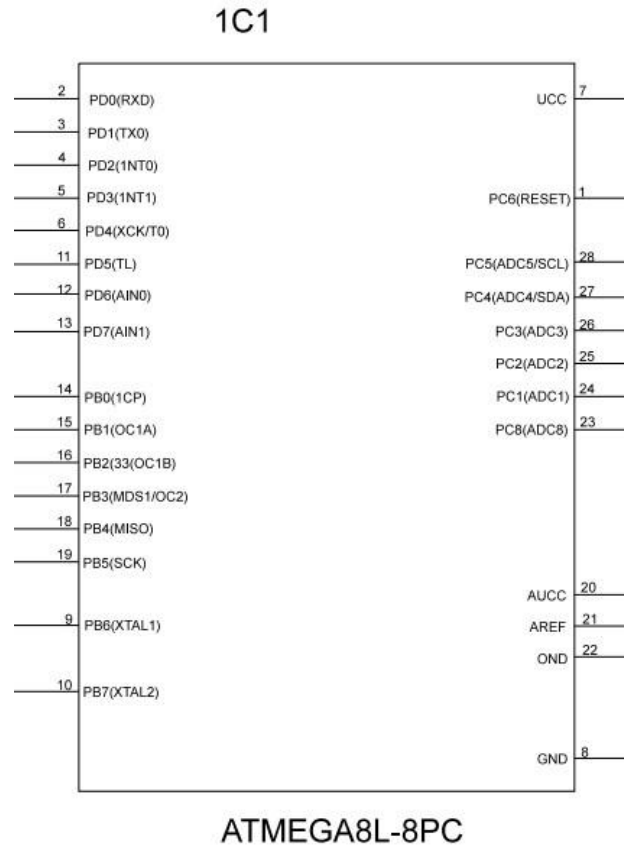 1C1
2 PD0(RXD)
3 PD1(TX0)
4 PD2(1NT0)
5 PD3(1NT1)
6 PD4(XCK/T0)
11 PD5(TL)
12 PD6(AIN0)
13 PD7(AIN1)
14 PB0(1CP)
15 PB1(OC1A)
16 PB2(33(OC1B)
17 PB3(MDS1/OC2)
18 PB4(MISO)
19 PB5(SCK)
9 PB6(XTAL1)
10 PB7(XTAL2)
UCC 7
PC6(RESET) 1
PC5(ADC5/SCL) 28
PC4(ADC4/SDA) 27
PC3(ADC3) 26
PC2(ADC2) 25
PC1(ADC1) 24
PC8(ADC8) 23
AUCC 20
AREF 21
OND 22
GND 8
ATMEGA8L-8PC